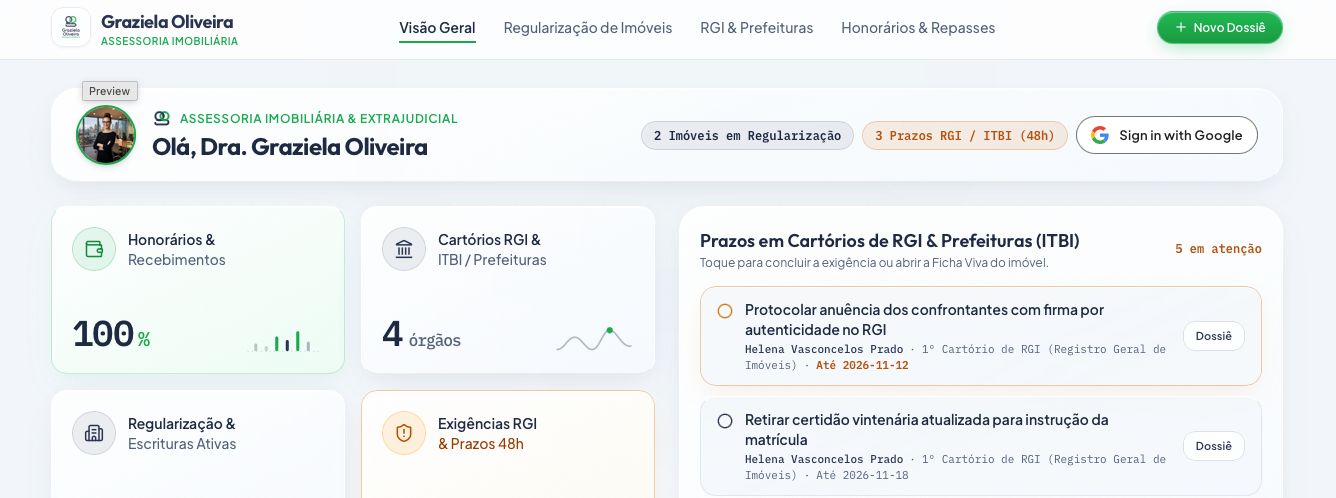 Graziela Oliveira
ASSESSORIA IMOBILIÁRIA
Visão Geral
Regularização de Imóveis
RGI & Prefeituras
Honorários & Repasses
+ Novo Dossiê
Preview
ASSESSORIA IMOBILIÁRIA & EXTRAJUDICIAL
Olá, Dra. Graziela Oliveira
2 Imóveis em Regularização
3 Prazos RGI / ITBI (48h)
Sign in with Google
Honorários &
Recebimentos
100 %
Cartórios RGI &
ITBI / Prefeituras
4 órgãos
Regularização &
Escrituras Ativas
Exigências RGI
& Prazos 48h
Prazos em Cartórios de RGI & Prefeituras (ITBI)
Toque para concluir a exigência ou abrir a Ficha Viva do imóvel.
5 em atenção
Protocolar anuência dos confrontantes com firma por
autenticidade no RGI
Helena Vasconcelos Prado · 1º Cartório de RGI (Registro Geral de
Imóveis) · Até 2026-11-12
Dossiê
Retirar certidão vintenária atualizada para instrução da
matrícula
Helena Vasconcelos Prado · 1º Cartório de RGI (Registro Geral de
Imóveis) · Até 2026-11-18
Dossiê